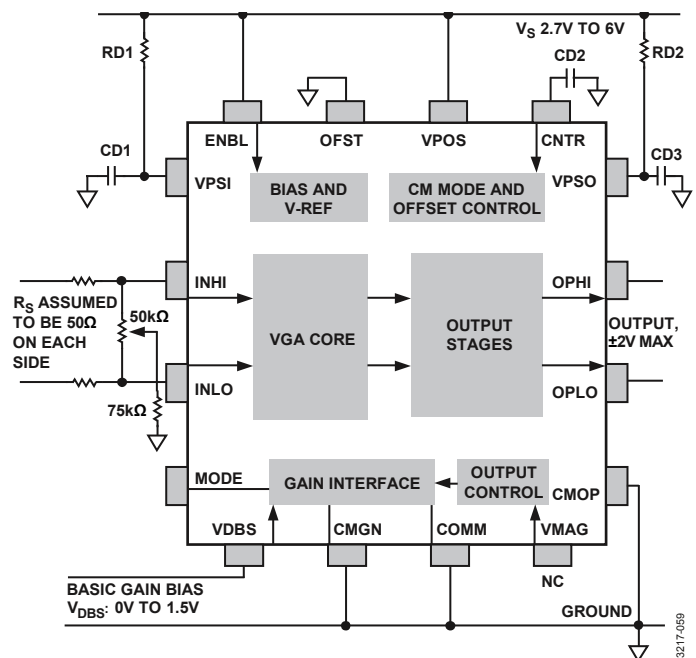 V_S 2.7V TO 6V
RD1
RD2
CD2
ENBL
OFST
VPOS
CNTR
CD1
CD3
VPSI
BIAS AND
V-REF
CM MODE AND
OFFSET CONTROL
VPSO
INHI
OPHI
R_S ASSUMED
TO BE 50Ω
ON EACH
SIDE
50kΩ
VGA CORE
OUTPUT
STAGES
OUTPUT,
±2V MAX
INLO
OPLO
75kΩ
MODE
GAIN INTERFACE
OUTPUT
CONTROL
CMOP
VDBS
CMGN
COMM
VMAG
NC
BASIC GAIN BIAS
V_DBS: 0V TO 1.5V
GROUND
3217-059